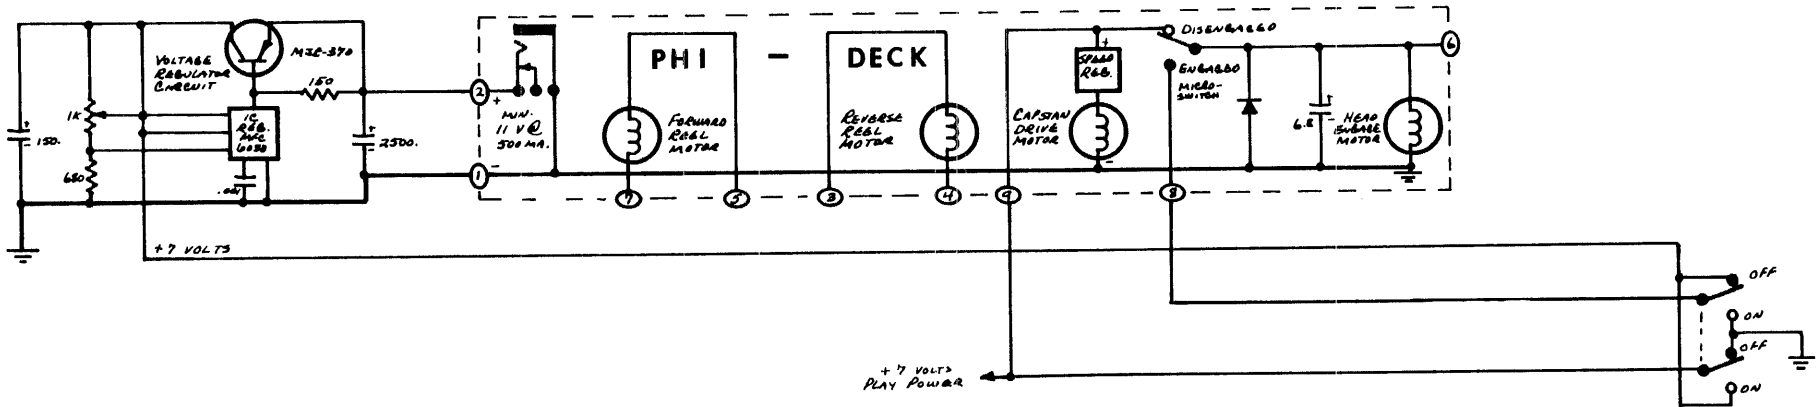 VOLTAGE
REGULATOR
CIRCUIT
MJE-370
150
1K
IC
REG.
MFC
6030
150.
+
-
680
.001
2500.
+
-
2
+
1
-
MIN.
11 V @
500 MA.
PHI - DECK
FORWARD
REEL
MOTOR
REVERSE
REEL
MOTOR
CAPSTAN
DRIVE
MOTOR
+
SPEED
REG.
-
DISENGAGED
ENGAGED
MICRO-
SWITCH
+
6.8
-
HEAD
ENGAGE
MOTOR
6
7
5
3
4
9
8
+7 VOLTS
OFF
ON
OFF
ON
+7 VOLTS
PLAY POWER